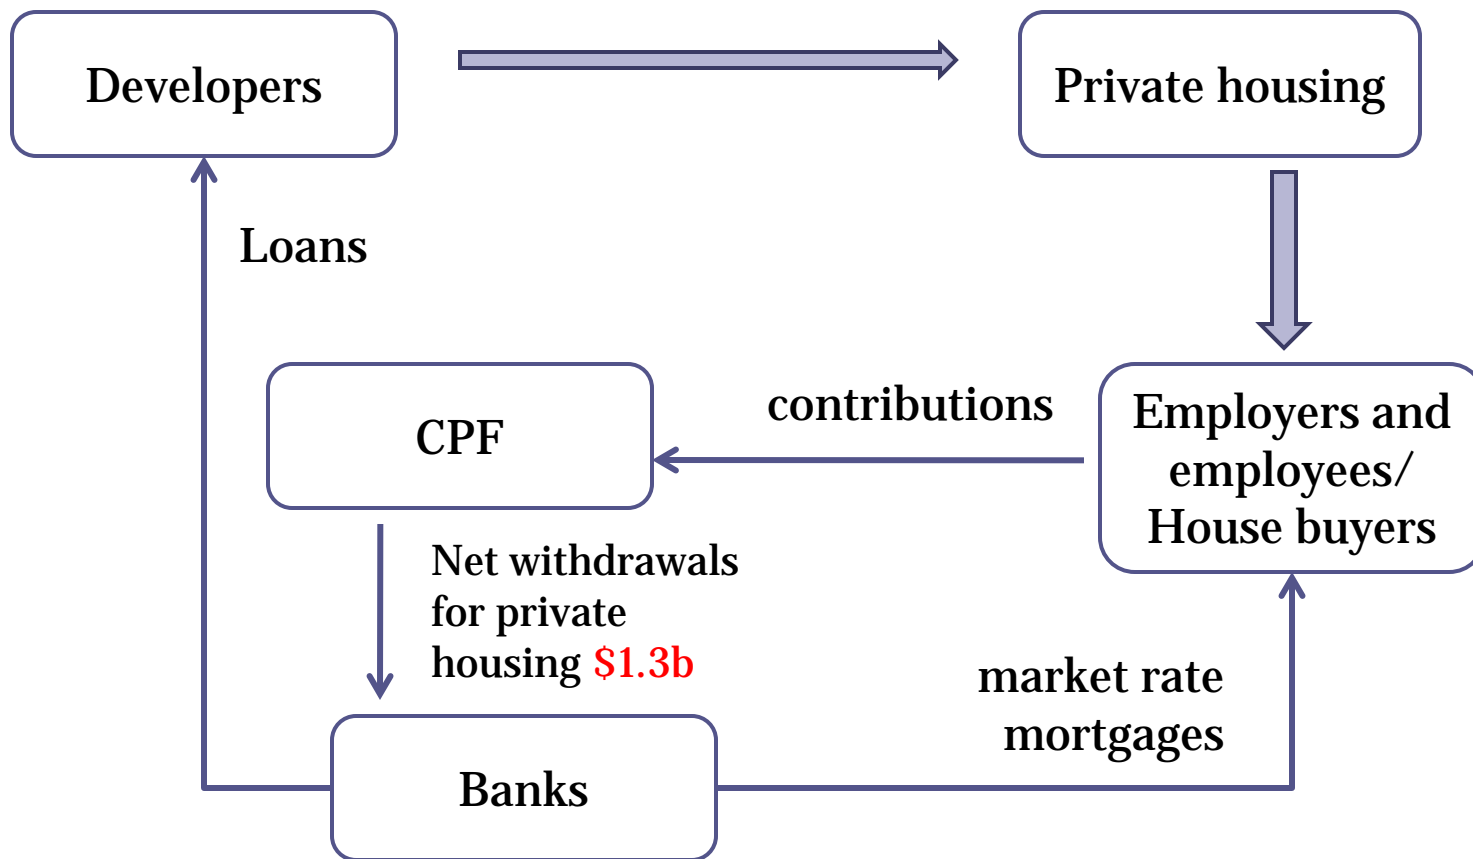 Developers
Private housing
Loans
CPF
contributions
Employers and
employees/
House buyers
Net withdrawals
for private
housing $1.3b
market rate
mortgages
Banks